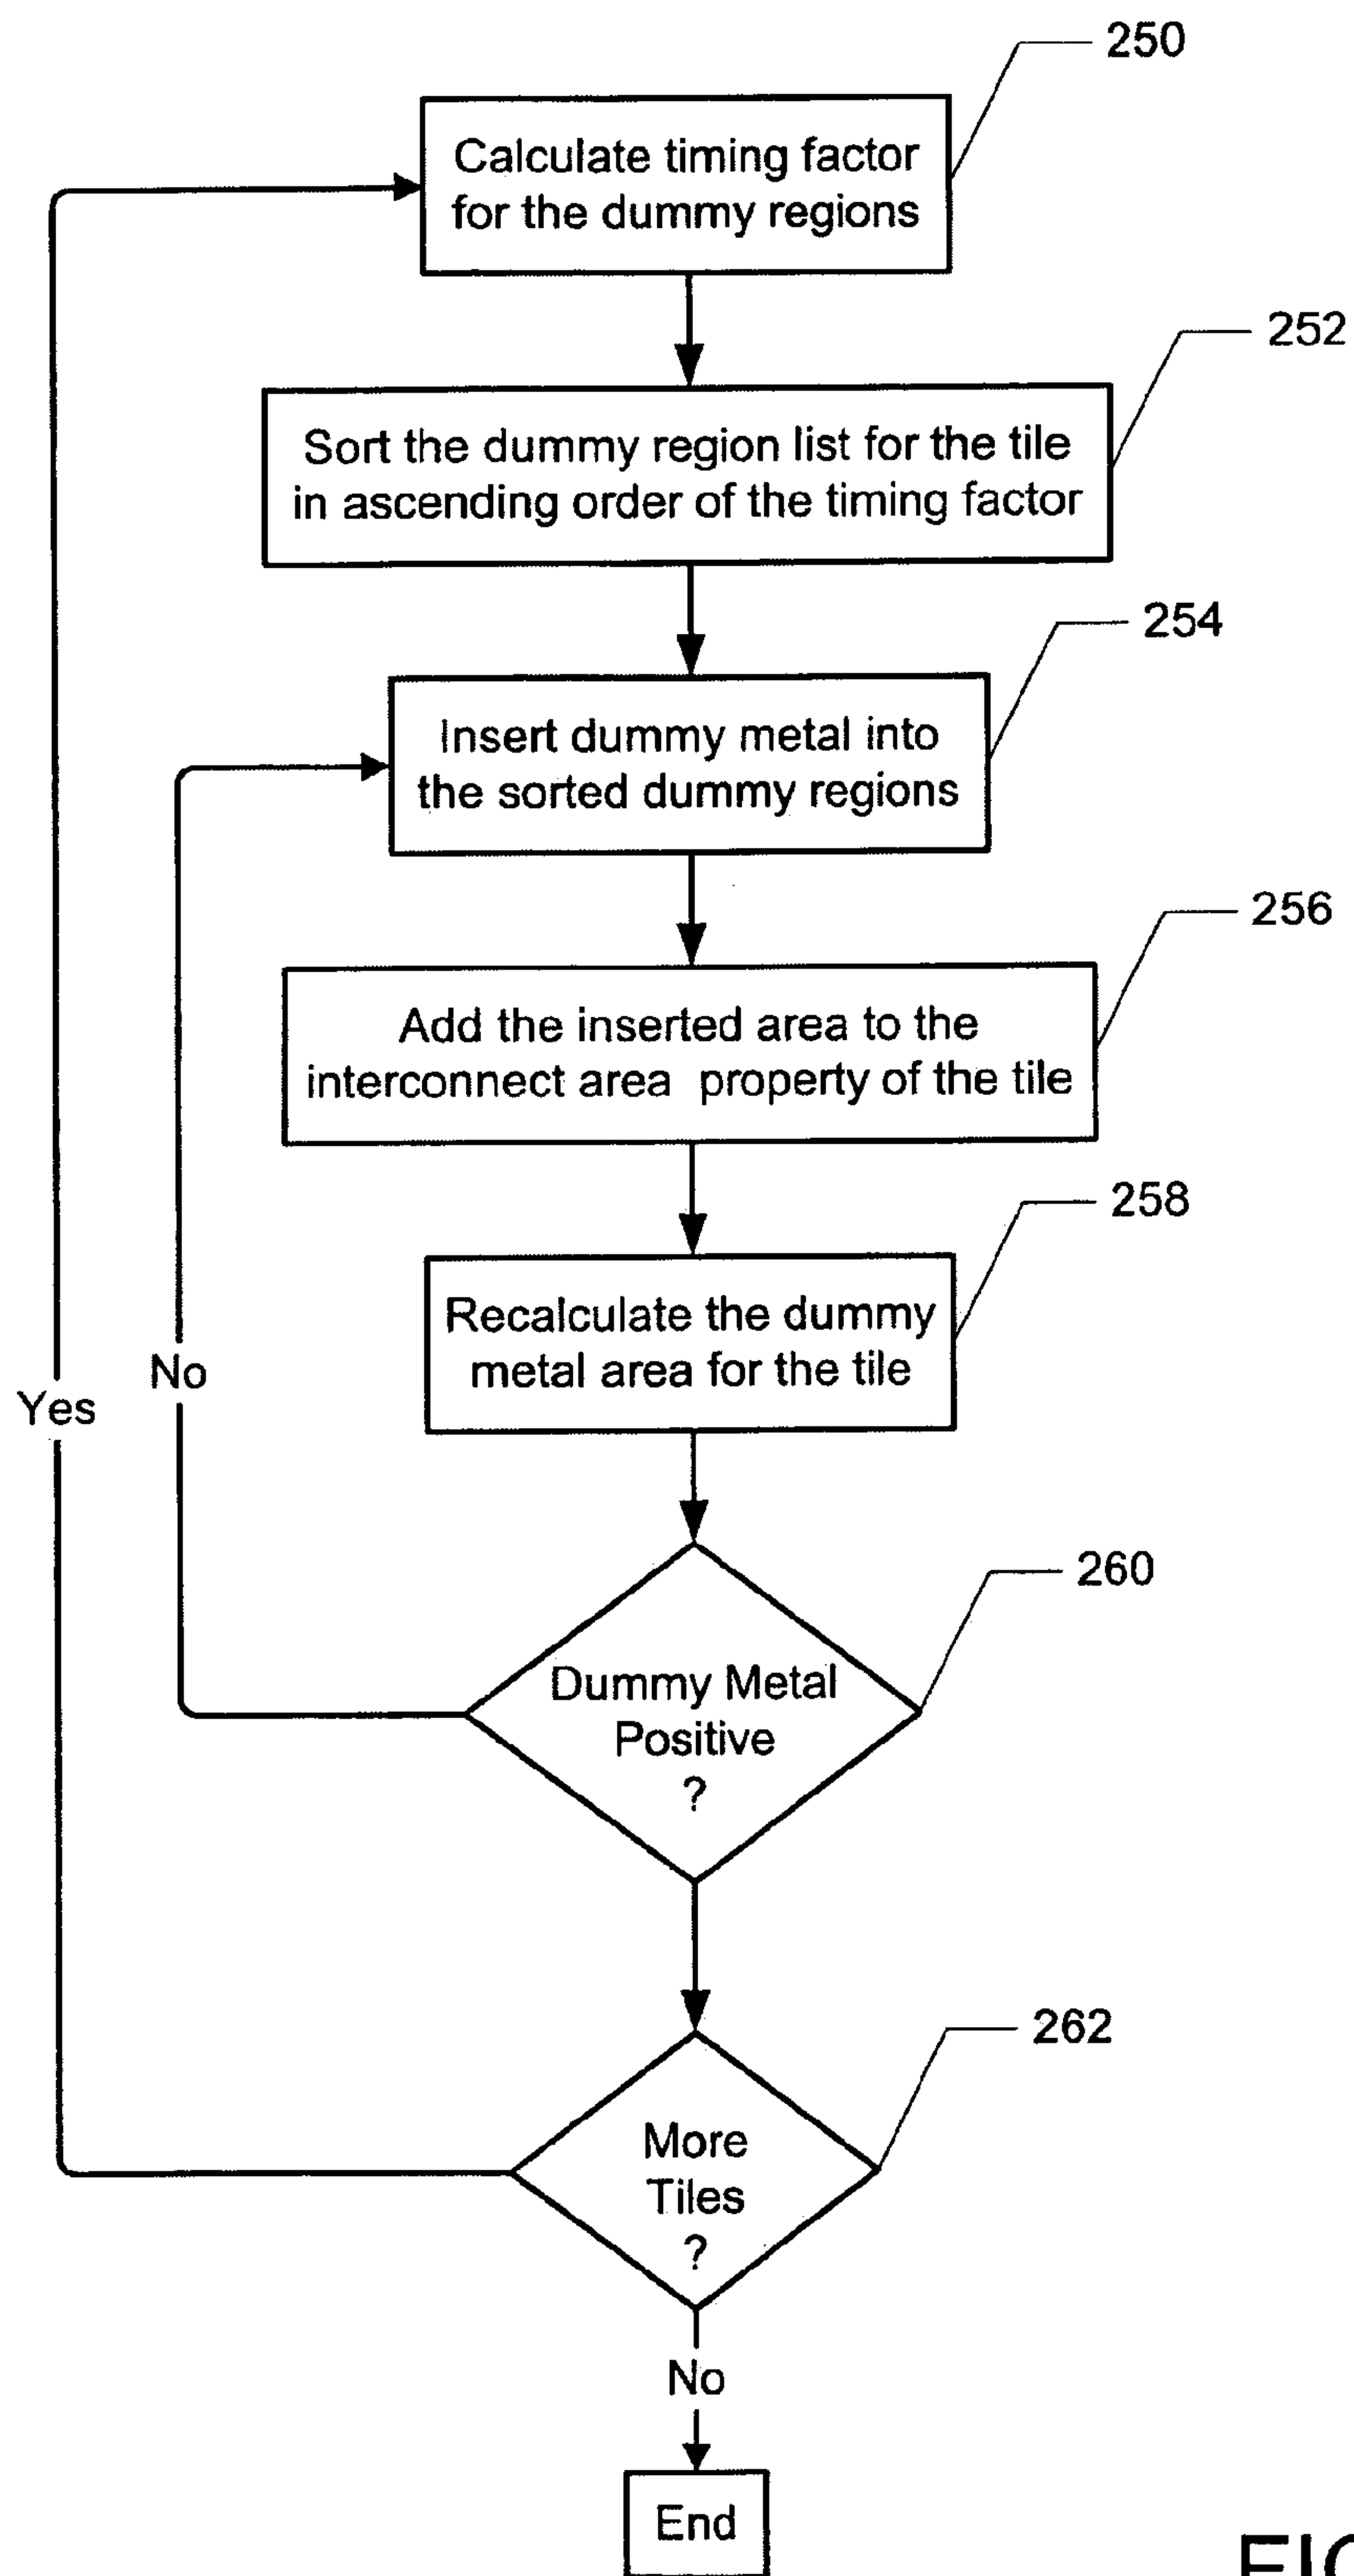 250
Calculate timing factor
for the dummy regions
252
Sort the dummy region list for the tile
in ascending order of the timing factor
254
Insert dummy metal into
the sorted dummy regions
256
Add the inserted area to the
interconnect area property of the tile
258
Recalculate the dummy
metal area for the tile
No
Yes
260
Dummy Metal
Positive
?
262
More
Tiles
?
No
End